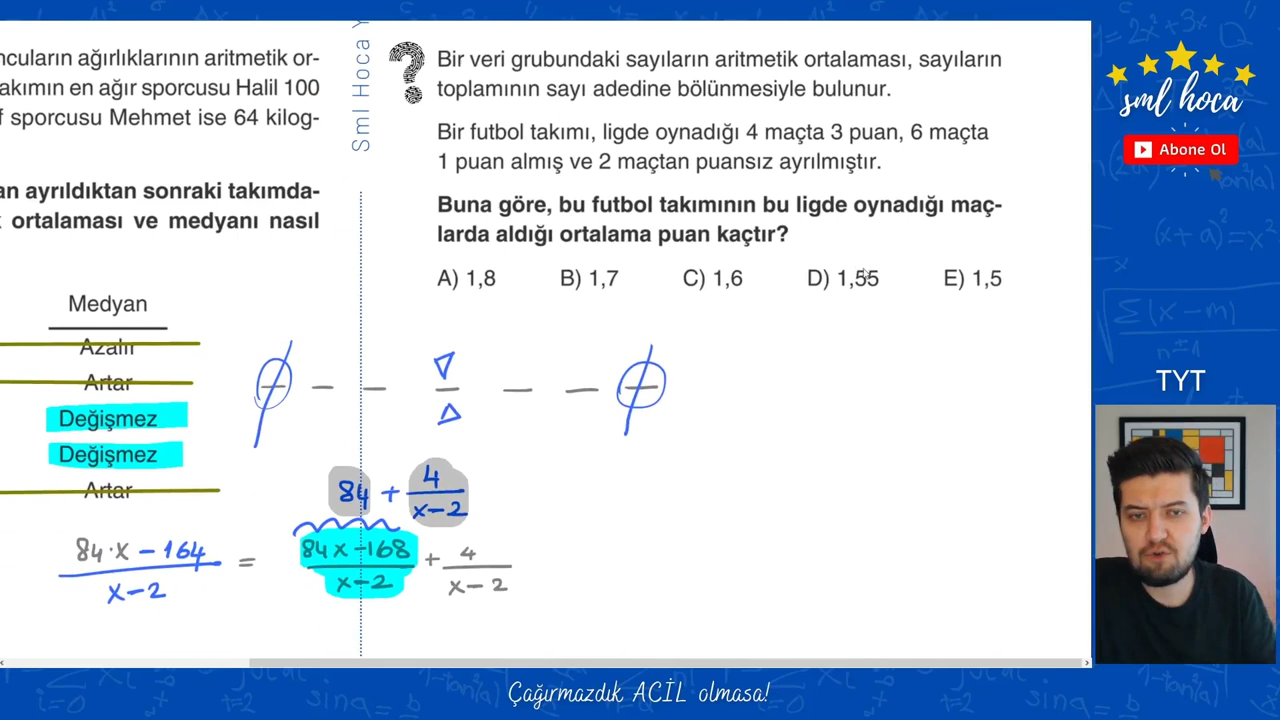 ncuların ağırlıklarının aritmetik or-
akımın en ağır sporcusu Halil 100
f sporcusu Mehmet ise 64 kilog-
an ayrıldıktan sonraki takımda-
ortalaması ve medyanı nasıl
Medyan
Azalır
Artar
Değişmez
Değişmez
Artar
Sml Hoca Y
?
Bir veri grubundaki sayıların aritmetik ortalaması, sayıların
toplamının sayı adedine bölünmesiyle bulunur.
Bir futbol takımı, ligde oynadığı 4 maçta 3 puan, 6 maçta
1 puan almış ve 2 maçtan puansız ayrılmıştır.
Buna göre, bu futbol takımının bu ligde oynadığı maç-
larda aldığı ortalama puan kaçtır?
A) 1,8 B) 1,7 C) 1,6 D) 1,55 E) 1,5
84 + 4/(x-2)
(84·x - 164)/(x-2) = (84x-168)/(x-2) + 4/(x-2)
sml hoca
Abone Ol
TYT
Çağırmazdık ACİL olmasa!